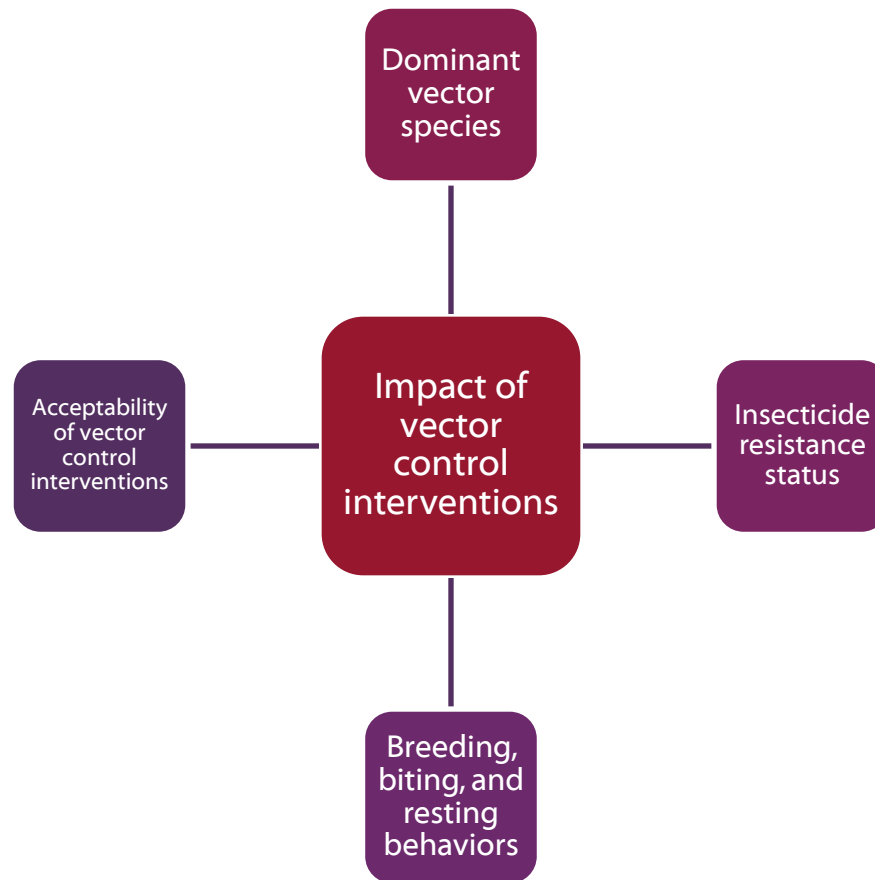 Dominant
vector
species
Acceptability
of vector
control
interventions
Impact of
vector
control
interventions
Insecticide
resistance
status
Breeding,
biting, and
resting
behaviors